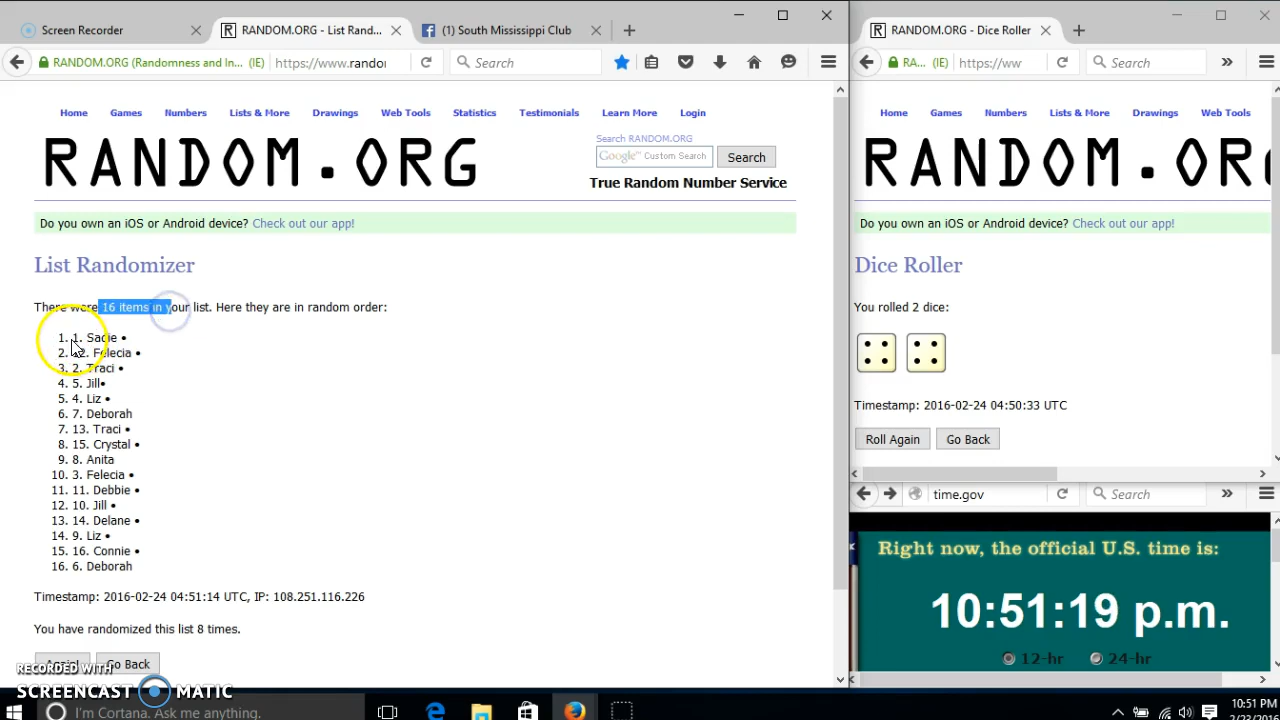 Screen Recorder
RANDOM.ORG - List Rand...
(1) South Mississippi Club
RANDOM.ORG (Randomness and In... (IE)
https://www.randor
Search
Home Games Numbers Lists & More Drawings Web Tools Statistics Testimonials Learn More Login
RANDOM.ORG
Search RANDOM.ORG
Google™ Custom Search
Search
True Random Number Service
Do you own an iOS or Android device? Check out our app!
List Randomizer
There were 16 items in your list. Here they are in random order:
1. 1. Sadie •
2. 12. Felecia •
3. 2. Traci •
4. 5. Jill•
5. 4. Liz •
6. 7. Deborah
7. 13. Traci •
8. 15. Crystal •
9. 8. Anita
10. 3. Felecia •
11. 11. Debbie •
12. 10. Jill •
13. 14. Delane •
14. 9. Liz •
15. 16. Connie •
16. 6. Deborah
Timestamp: 2016-02-24 04:51:14 UTC, IP: 108.251.116.226
You have randomized this list 8 times.
Go Back
RECORDED WITH
SCREENCAST MATIC
I'm Cortana. Ask me anything.
RANDOM.ORG - Dice Roller
RA... (IE)
https://ww
Search
Home Games Numbers Lists & More Drawings Web Tools
RANDOM.OR
Do you own an iOS or Android device? Check out our app!
Dice Roller
You rolled 2 dice:
Timestamp: 2016-02-24 04:50:33 UTC
Roll Again
Go Back
time.gov
Search
Right now, the official U.S. time is:
10:51:19 p.m.
12-hr 24-hr
10:51 PM
2/23/2016